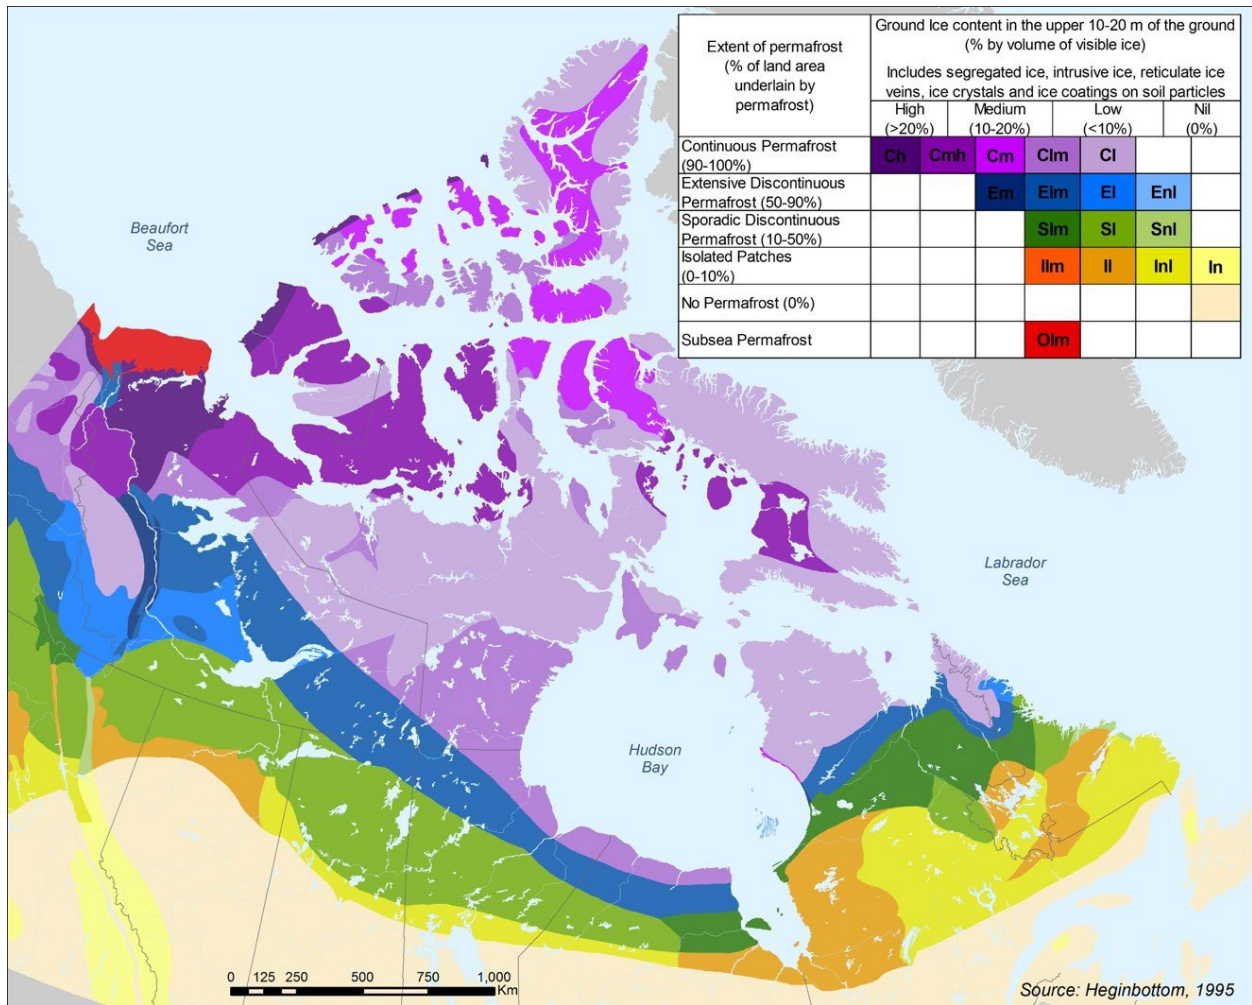 Extent of permafrost
(% of land area
underlain by
permafrost)
Ground Ice content in the upper 10-20 m of the ground
(% by volume of visible ice)
Includes segregated ice, intrusive ice, reticulate ice
veins, ice crystals and ice coatings on soil particles
High
(>20%)
Medium
(10-20%)
Low
(<10%)
Nil
(0%)
Continuous Permafrost
(90-100%)
Ch Cmh Cm Clm Cl
Extensive Discontinuous
Permafrost (50-90%)
Em Elm El Enl
Sporadic Discontinuous
Permafrost (10-50%)
Slm Sl Snl
Isolated Patches
(0-10%)
Ilm Il Inl In
No Permafrost (0%)
Subsea Permafrost
Olm
Beaufort
Sea
Labrador
Sea
Hudson
Bay
0 125 250 500 750 1,000
Km
Source: Heginbottom, 1995